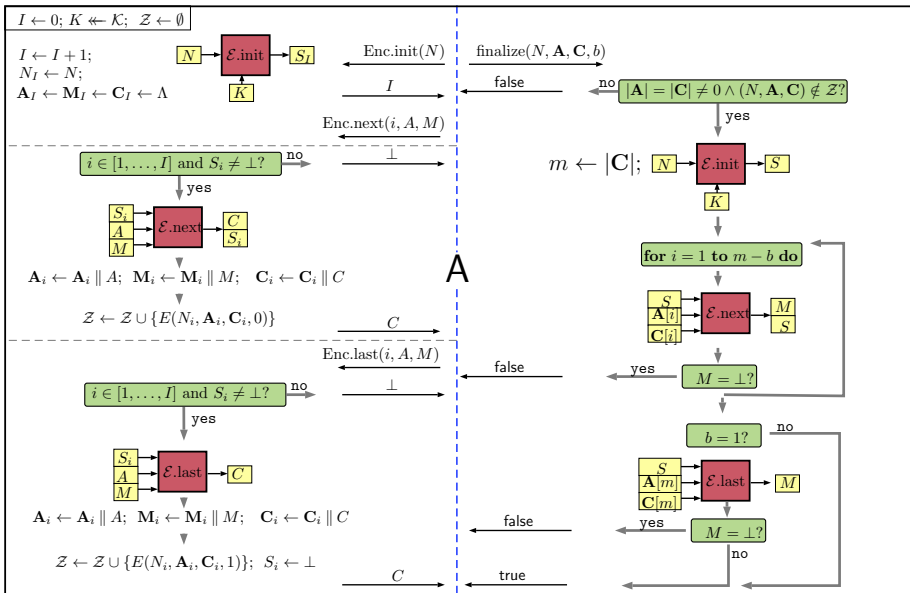 I ← 0; K ↞ 𝒦; 𝒵 ← ∅
I ← I + 1;
N_I ← N;
𝐀_I ← 𝐌_I ← 𝐂_I ← Λ
N ℰ.init S_I
K
Enc.init(N)
I
Enc.next(i, A, M)
i ∈ [1, …, I] and S_i ≠ ⊥?
no
⊥
yes
S_i
A
M
ℰ.next
C
S_i
𝐀_i ← 𝐀_i ∥ A; 𝐌_i ← 𝐌_i ∥ M; 𝐂_i ← 𝐂_i ∥ C
𝒵 ← 𝒵 ∪ {E(N_i, 𝐀_i, 𝐂_i, 0)}
C
Enc.last(i, A, M)
i ∈ [1, …, I] and S_i ≠ ⊥?
no
⊥
yes
S_i
A
M
ℰ.last
C
𝐀_i ← 𝐀_i ∥ A; 𝐌_i ← 𝐌_i ∥ M; 𝐂_i ← 𝐂_i ∥ C
𝒵 ← 𝒵 ∪ {E(N_i, 𝐀_i, 𝐂_i, 1)}; S_i ← ⊥
C
A
finalize(N, 𝐀, 𝐂, b)
false
no
|𝐀| = |𝐂| ≠ 0 ∧ (N, 𝐀, 𝐂) ∉ 𝒵?
yes
m ← |𝐂|;
N ℰ.init S
K
for i = 1 to m − b do
S
𝐀[i]
𝐂[i]
ℰ.next
M
S
false
yes
M = ⊥?
b = 1?
no
S
𝐀[m]
𝐂[m]
ℰ.last
M
false
yes
M = ⊥?
no
true